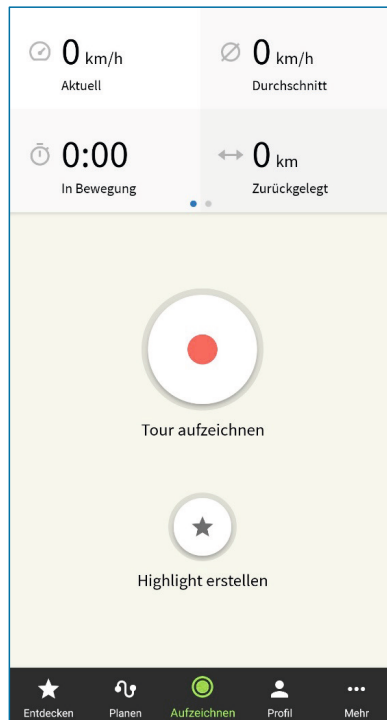 0 km/h
Aktuell
0 km/h
Durchschnitt
0:00
In Bewegung
0 km
Zurückgelegt
Tour aufzeichnen
Highlight erstellen
Entdecken
Planen
Aufzeichnen
Profil
Mehr